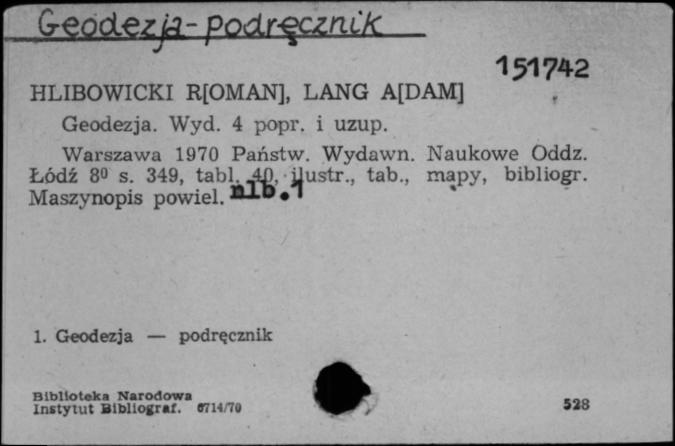 Geodezja-podręcznik
151742
HLIBOWICKI R[OMAN], LANG A[DAM]
Geodezja. Wyd. 4 popr. i uzup.
Warszawa 1970 Państw. Wydawn. Naukowe Oddz.
Łódź 8⁰ s. 349, tabl. 40, ilustr., tab., mapy, bibliogr.
Maszynopis powiel. nlb.1
1. Geodezja — podręcznik
Biblioteka Narodowa
Instytut Bibliograf. 6714/70
528